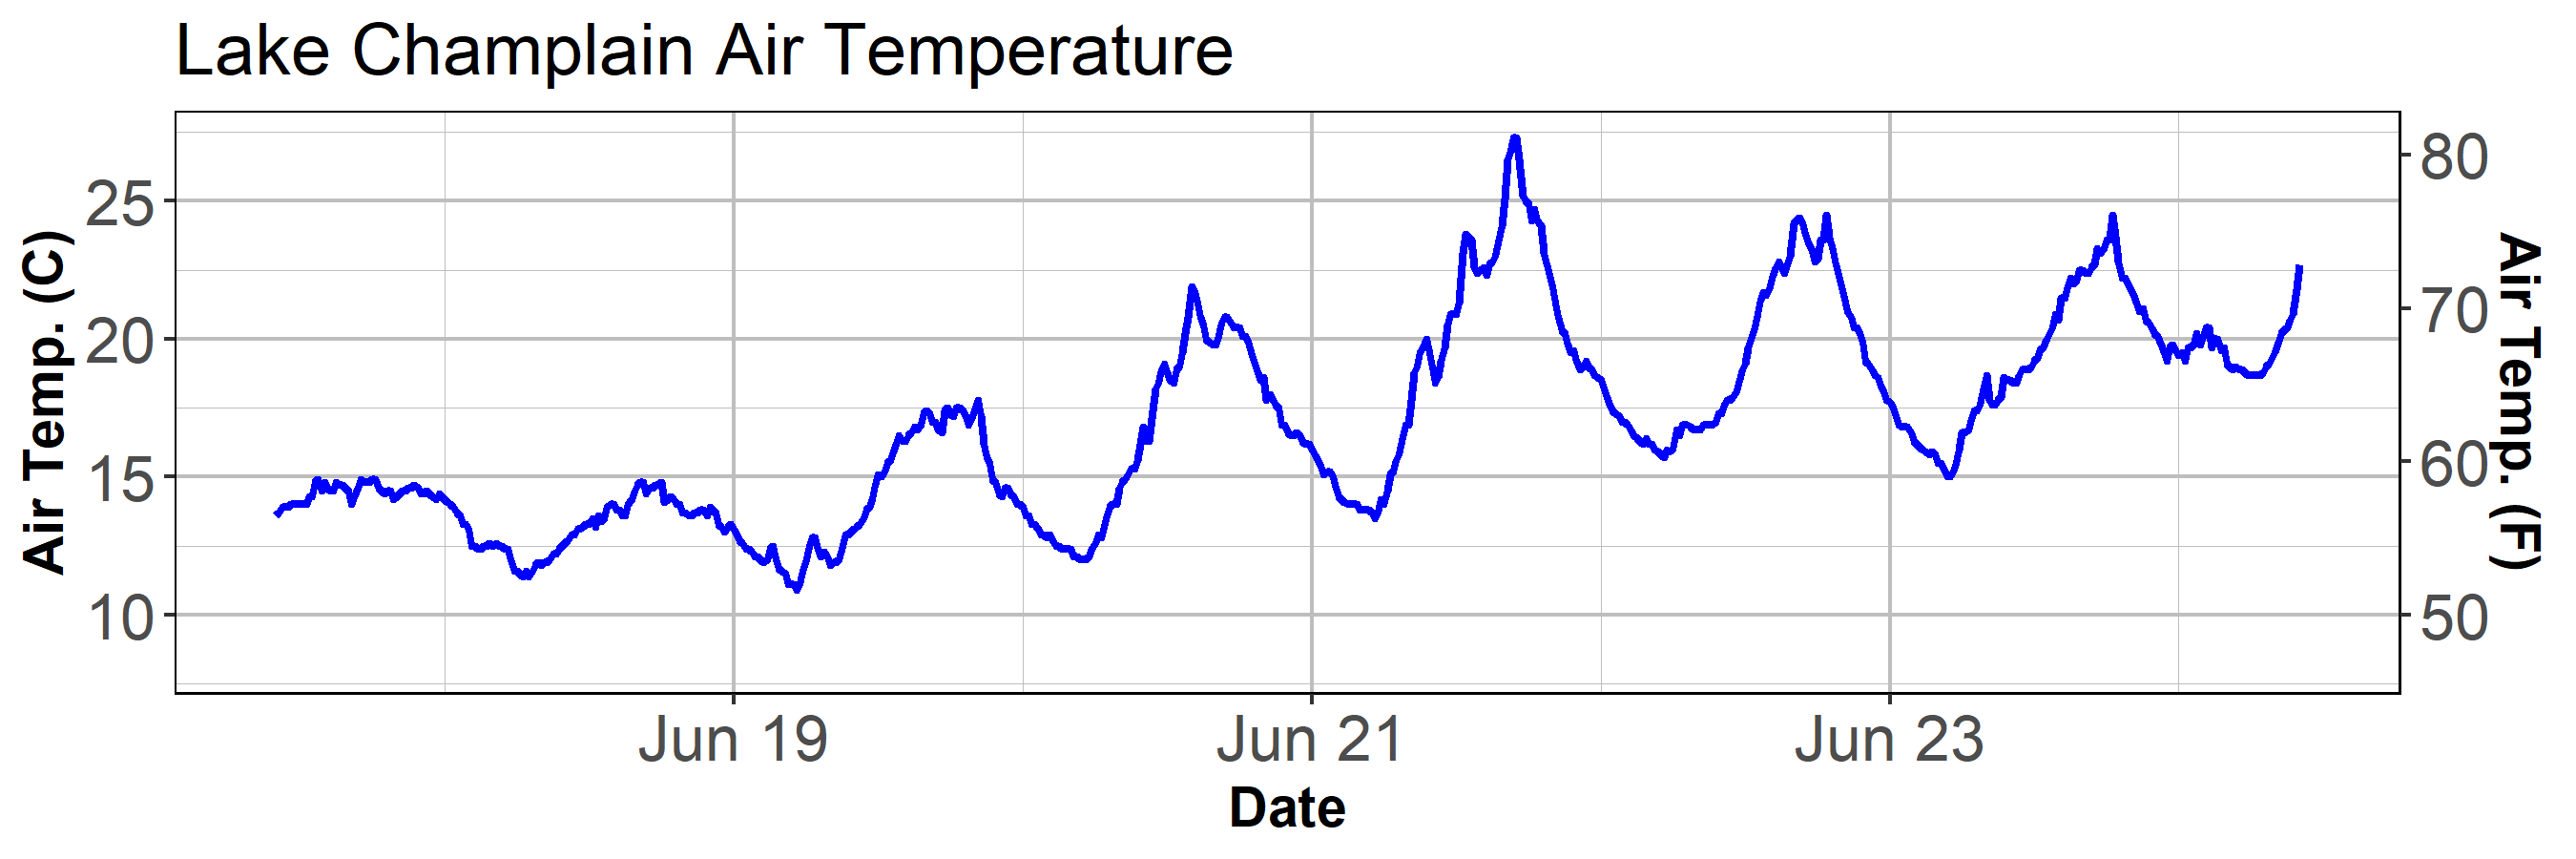 Lake Champlain Air Temperature
Air Temp. (C)
25
20
15
10
80
70
60
50
Air Temp. (F)
Jun 19
Jun 21
Jun 23
Date